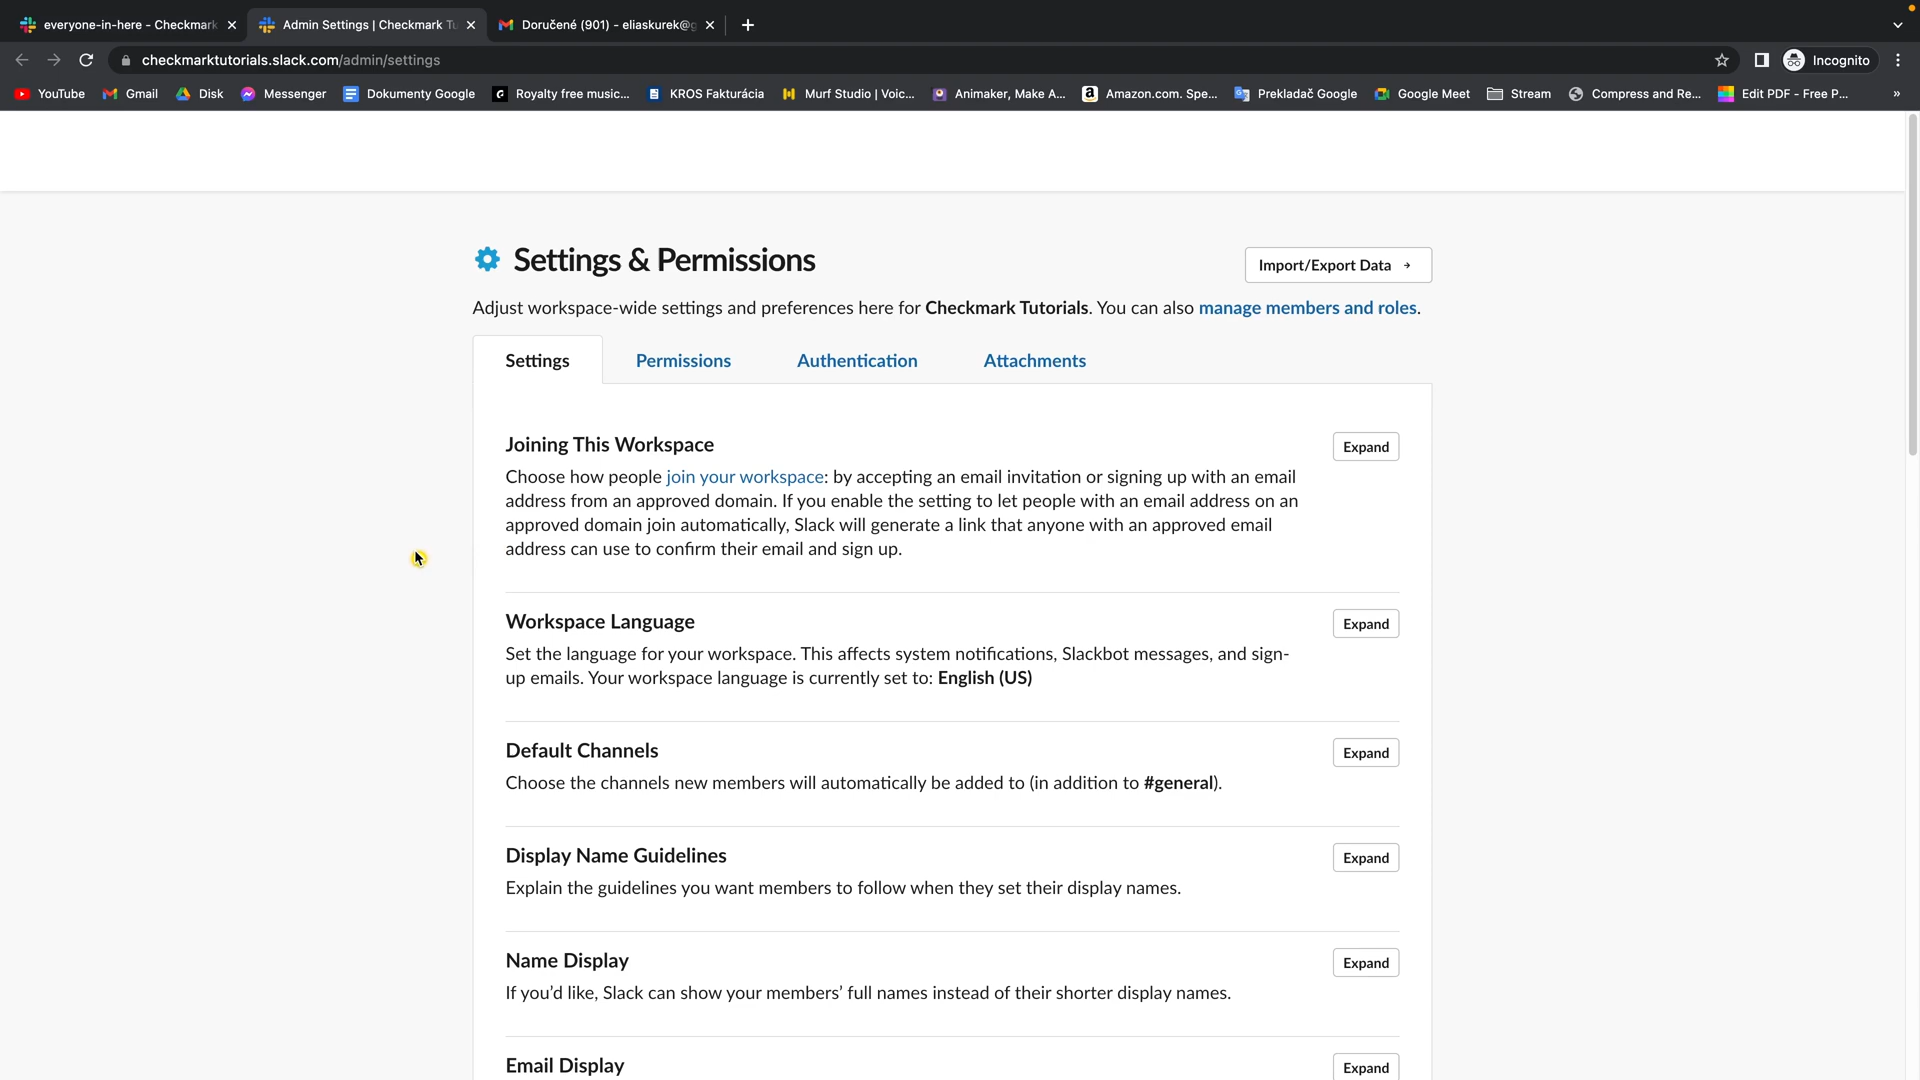 everyone-in-here - Checkmark
Admin Settings | Checkmark Tu
Doručené (901) - eliaskurek@g
checkmarktutorials.slack.com/admin/settings
Incognito
YouTube
Gmail
Disk
Messenger
Dokumenty Google
Royalty free music...
KROS Fakturácia
Murf Studio | Voic...
Animaker, Make A...
Amazon.com. Spe...
Prekladač Google
Google Meet
Stream
Compress and Re...
Edit PDF - Free P...
»
Settings & Permissions
Import/Export Data →
Adjust workspace-wide settings and preferences here for Checkmark Tutorials. You can also manage members and roles.
Settings
Permissions
Authentication
Attachments
Joining This Workspace
Expand
Choose how people join your workspace: by accepting an email invitation or signing up with an email
address from an approved domain. If you enable the setting to let people with an email address on an
approved domain join automatically, Slack will generate a link that anyone with an approved email
address can use to confirm their email and sign up.
Workspace Language
Expand
Set the language for your workspace. This affects system notifications, Slackbot messages, and sign-
up emails. Your workspace language is currently set to: English (US)
Default Channels
Expand
Choose the channels new members will automatically be added to (in addition to #general).
Display Name Guidelines
Expand
Explain the guidelines you want members to follow when they set their display names.
Name Display
Expand
If you’d like, Slack can show your members’ full names instead of their shorter display names.
Email Display
Expand